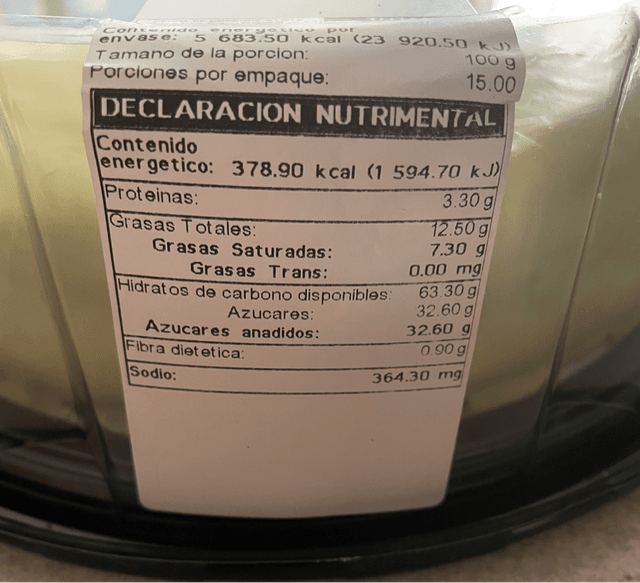 Contenido energetico por
envase: 5 683.50 kcal (23 920.50 kJ)
Tamano de la porcion: 100 g
Porciones por empaque: 15.00
DECLARACION NUTRIMENTAL
Contenido
energetico: 378.90 kcal (1 594.70 kJ)
Proteinas: 3.30 g
Grasas Totales: 12.50 g
Grasas Saturadas: 7.30 g
Grasas Trans: 0.00 mg
Hidratos de carbono disponibles: 63.30 g
Azucares: 32.60 g
Azucares anadidos: 32.60 g
Fibra dietetica: 0.90 g
Sodio: 364.30 mg